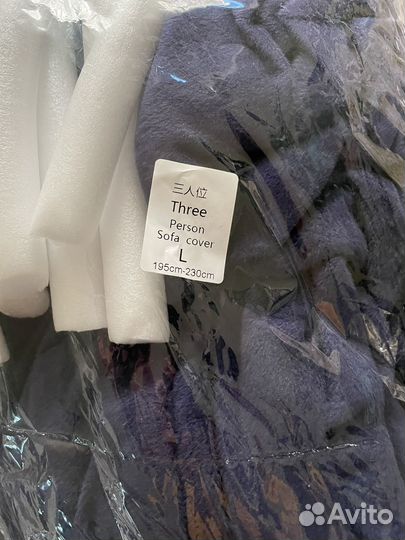 三人位
Three
Person
Sofa cover
L
195cm-230cm
Avito